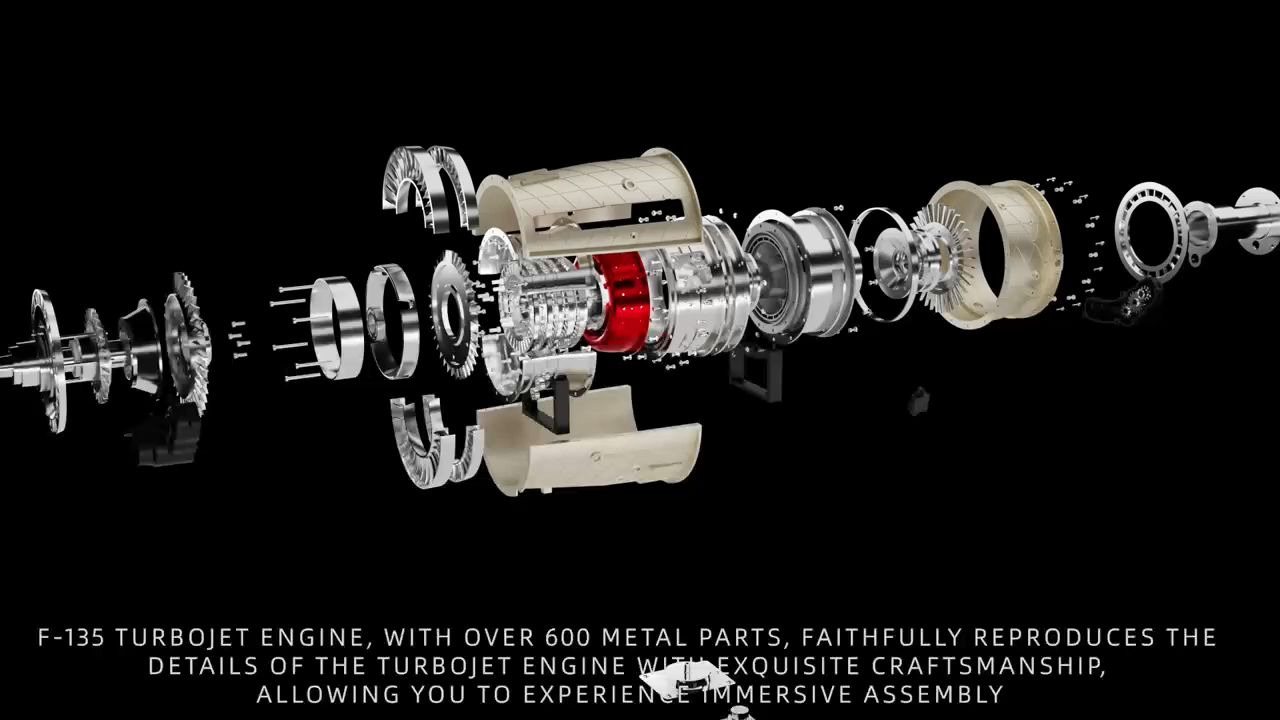 F-135 TURBOJET ENGINE, WITH OVER 600 METAL PARTS, FAITHFULLY REPRODUCES THE
DETAILS OF THE TURBOJET ENGINE WITH EXQUISITE CRAFTSMANSHIP,
ALLOWING YOU TO EXPERIENCE IMMERSIVE ASSEMBLY